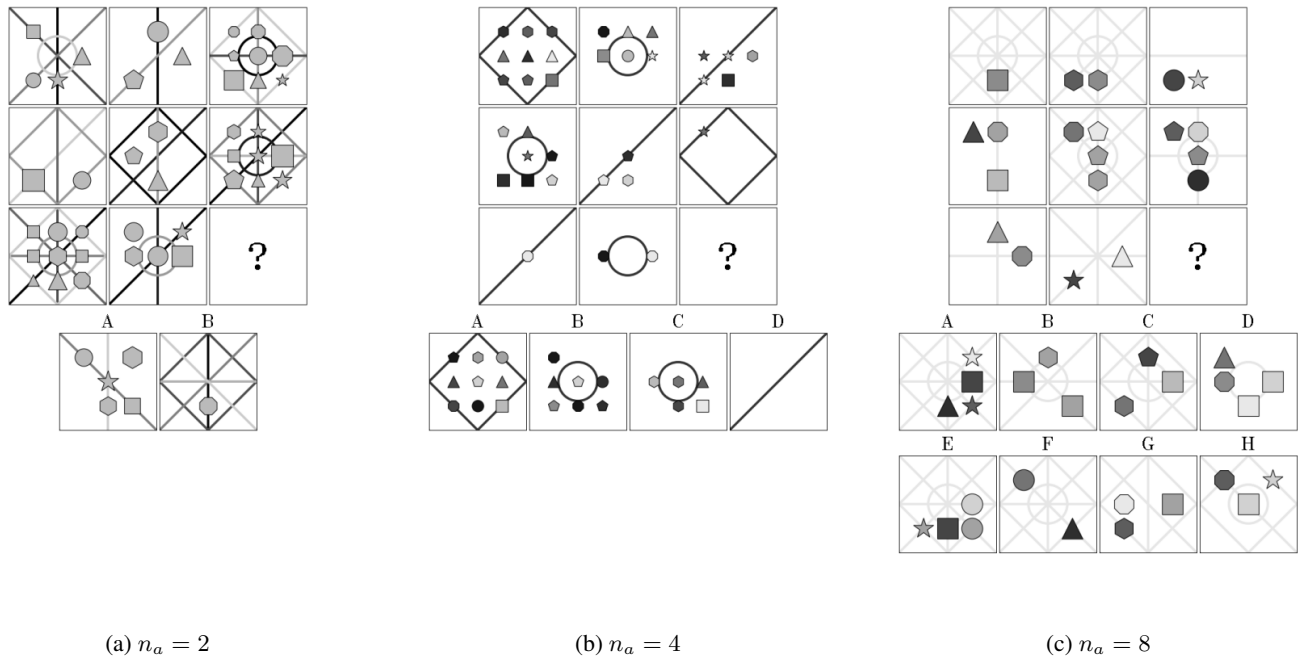 ? ? ?
A B A B C D A B C D
E F G H
(a) n_a = 2 (b) n_a = 4 (c) n_a = 8